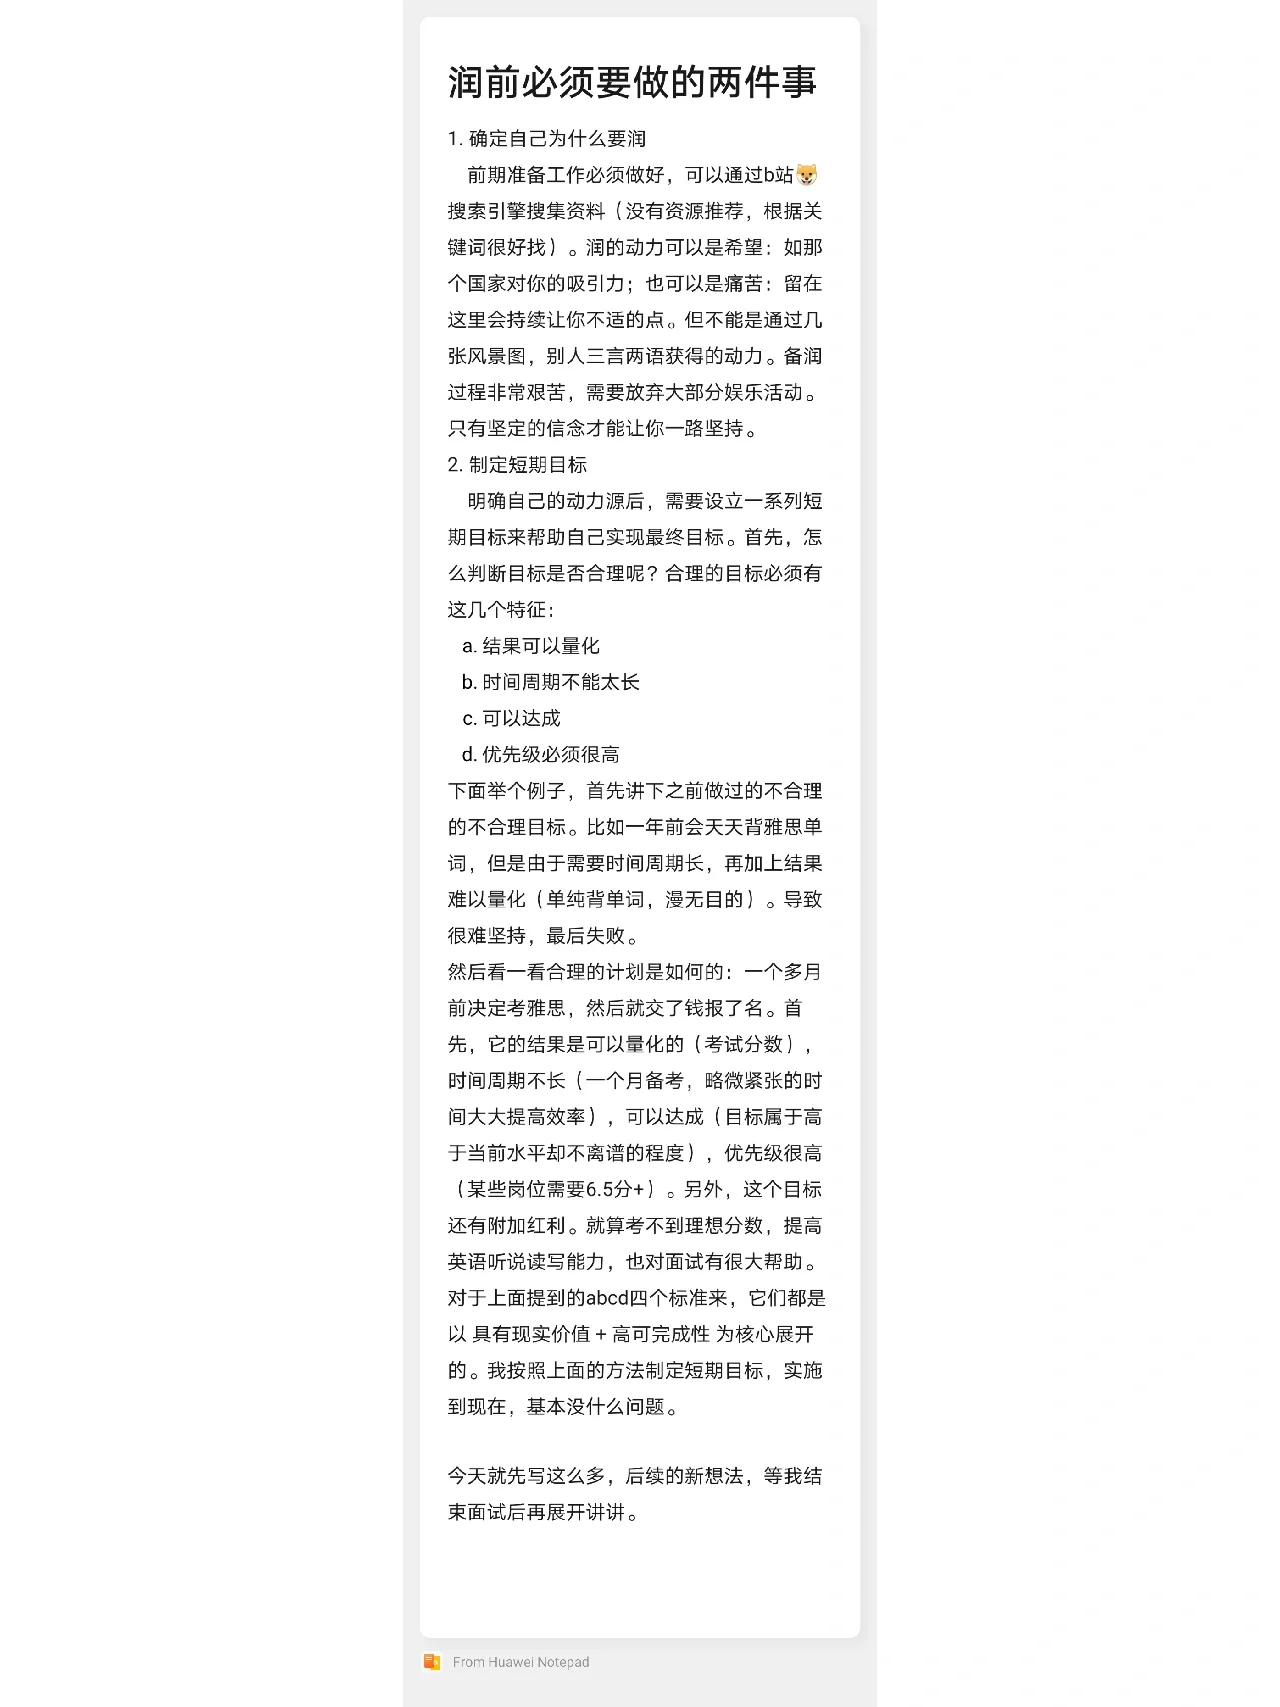 润前必须要做的两件事
1. 确定自己为什么要润
前期准备工作必须做好，可以通过b站🐶
搜索引擎搜集资料（没有资源推荐，根据关
键词很好找）。润的动力可以是希望：如那
个国家对你的吸引力；也可以是痛苦：留在
这里会持续让你不适的点。但不能是通过几
张风景图，别人三言两语获得的动力。备润
过程非常艰苦，需要放弃大部分娱乐活动。
只有坚定的信念才能让你一路坚持。
2. 制定短期目标
明确自己的动力源后，需要设立一系列短
期目标来帮助自己实现最终目标。首先，怎
么判断目标是否合理呢？合理的目标必须有
这几个特征：
a. 结果可以量化
b. 时间周期不能太长
c. 可以达成
d. 优先级必须很高
下面举个例子，首先讲下之前做过的不合理
的不合理目标。比如一年前会天天背雅思单
词，但是由于需要时间周期长，再加上结果
难以量化（单纯背单词，漫无目的）。导致
很难坚持，最后失败。
然后看一看合理的计划是如何的：一个多月
前决定考雅思，然后就交了钱报了名。首
先，它的结果是可以量化的（考试分数），
时间周期不长（一个月备考，略微紧张的时
间大大提高效率），可以达成（目标属于高
于当前水平却不离谱的程度），优先级很高
（某些岗位需要6.5分+）。另外，这个目标
还有附加红利。就算考不到理想分数，提高
英语听说读写能力，也对面试有很大帮助。
对于上面提到的abcd四个标准来，它们都是
以 具有现实价值 + 高可完成性 为核心展开
的。我按照上面的方法制定短期目标，实施
到现在，基本没什么问题。
今天就先写这么多，后续的新想法，等我结
束面试后再展开讲讲。
From Huawei Notepad